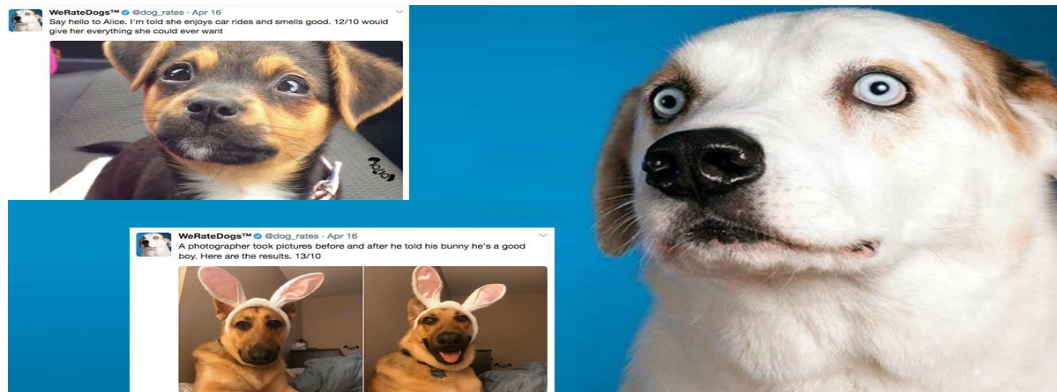 WeRateDogs™ @dog_rates · Apr 16
Say hello to Alice. I'm told she enjoys car rides and smells good. 12/10 would
give her everything she could ever want
WeRateDogs™ @dog_rates · Apr 16
A photographer took pictures before and after he told his bunny he's a good
boy. Here are the results. 13/10